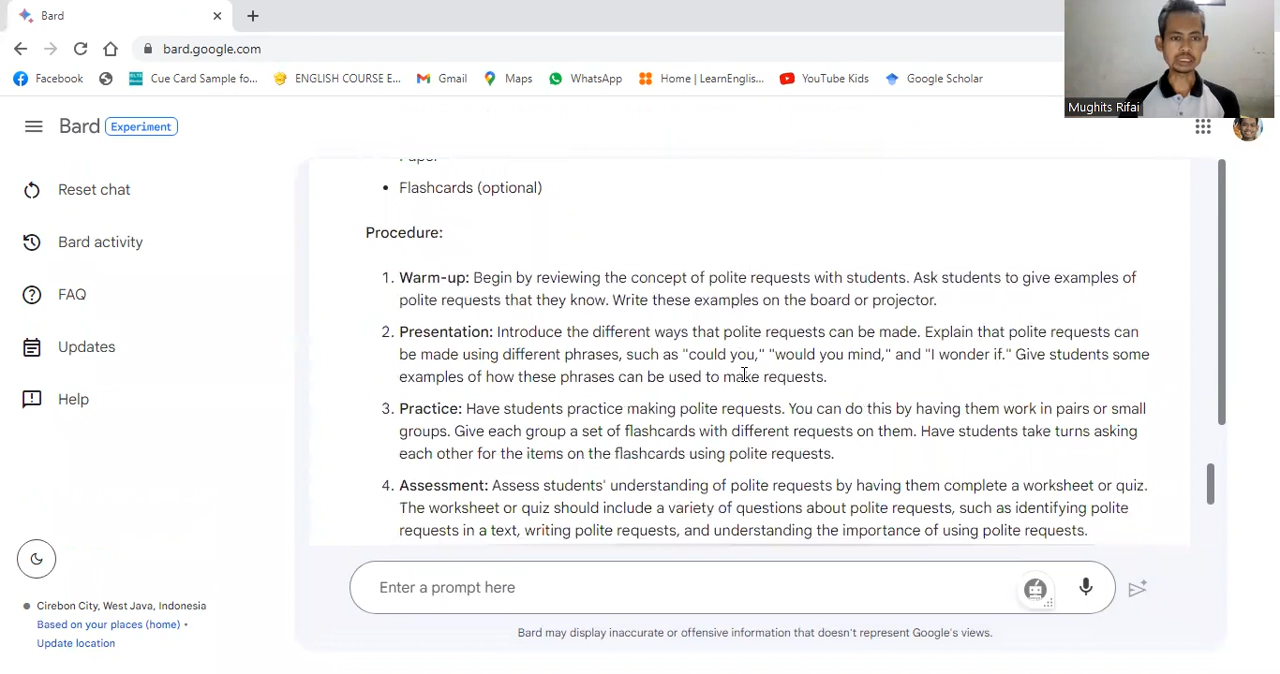 Bard
bard.google.com
Facebook
Cue Card Sample fo...
ENGLISH COURSE E...
Gmail
Maps
WhatsApp
Home | LearnEnglis...
YouTube Kids
Google Scholar
Mughits Rifai
Bard Experiment
Reset chat
Bard activity
FAQ
Updates
Help
Paper
• Flashcards (optional)
Procedure:
1. Warm-up: Begin by reviewing the concept of polite requests with students. Ask students to give examples of
polite requests that they know. Write these examples on the board or projector.
2. Presentation: Introduce the different ways that polite requests can be made. Explain that polite requests can
be made using different phrases, such as "could you," "would you mind," and "I wonder if." Give students some
examples of how these phrases can be used to make requests.
3. Practice: Have students practice making polite requests. You can do this by having them work in pairs or small
groups. Give each group a set of flashcards with different requests on them. Have students take turns asking
each other for the items on the flashcards using polite requests.
4. Assessment: Assess students' understanding of polite requests by having them complete a worksheet or quiz.
The worksheet or quiz should include a variety of questions about polite requests, such as identifying polite
requests in a text, writing polite requests, and understanding the importance of using polite requests.
Enter a prompt here
Bard may display inaccurate or offensive information that doesn't represent Google's views.
Cirebon City, West Java, Indonesia
Based on your places (home) •
Update location